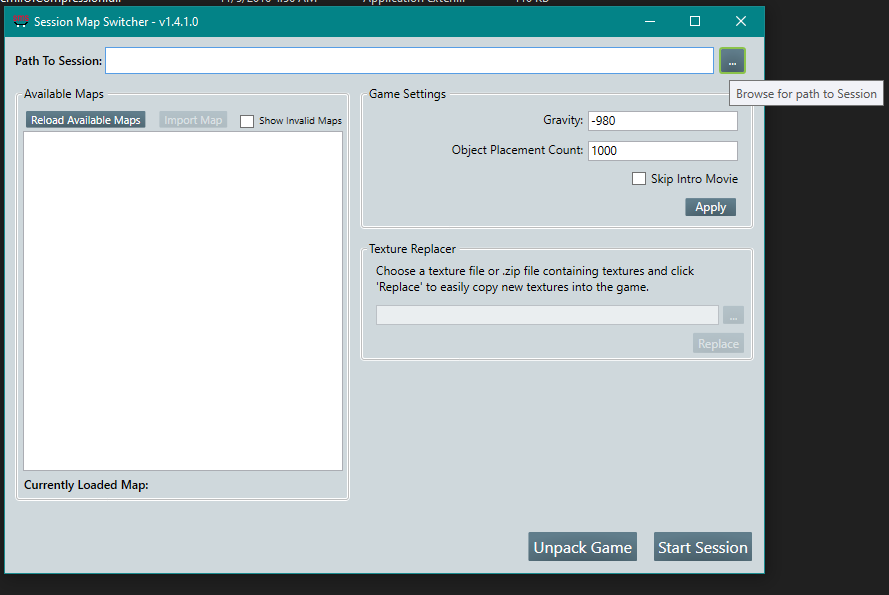 Session Map Switcher - v1.4.1.0
Path To Session:
...
Browse for path to Session
Available Maps
Reload Available Maps
Import Map
Show Invalid Maps
Currently Loaded Map:
Game Settings
Gravity:
-980
Object Placement Count:
1000
Skip Intro Movie
Apply
Texture Replacer
Choose a texture file or .zip file containing textures and click
'Replace' to easily copy new textures into the game.
...
Replace
Unpack Game
Start Session